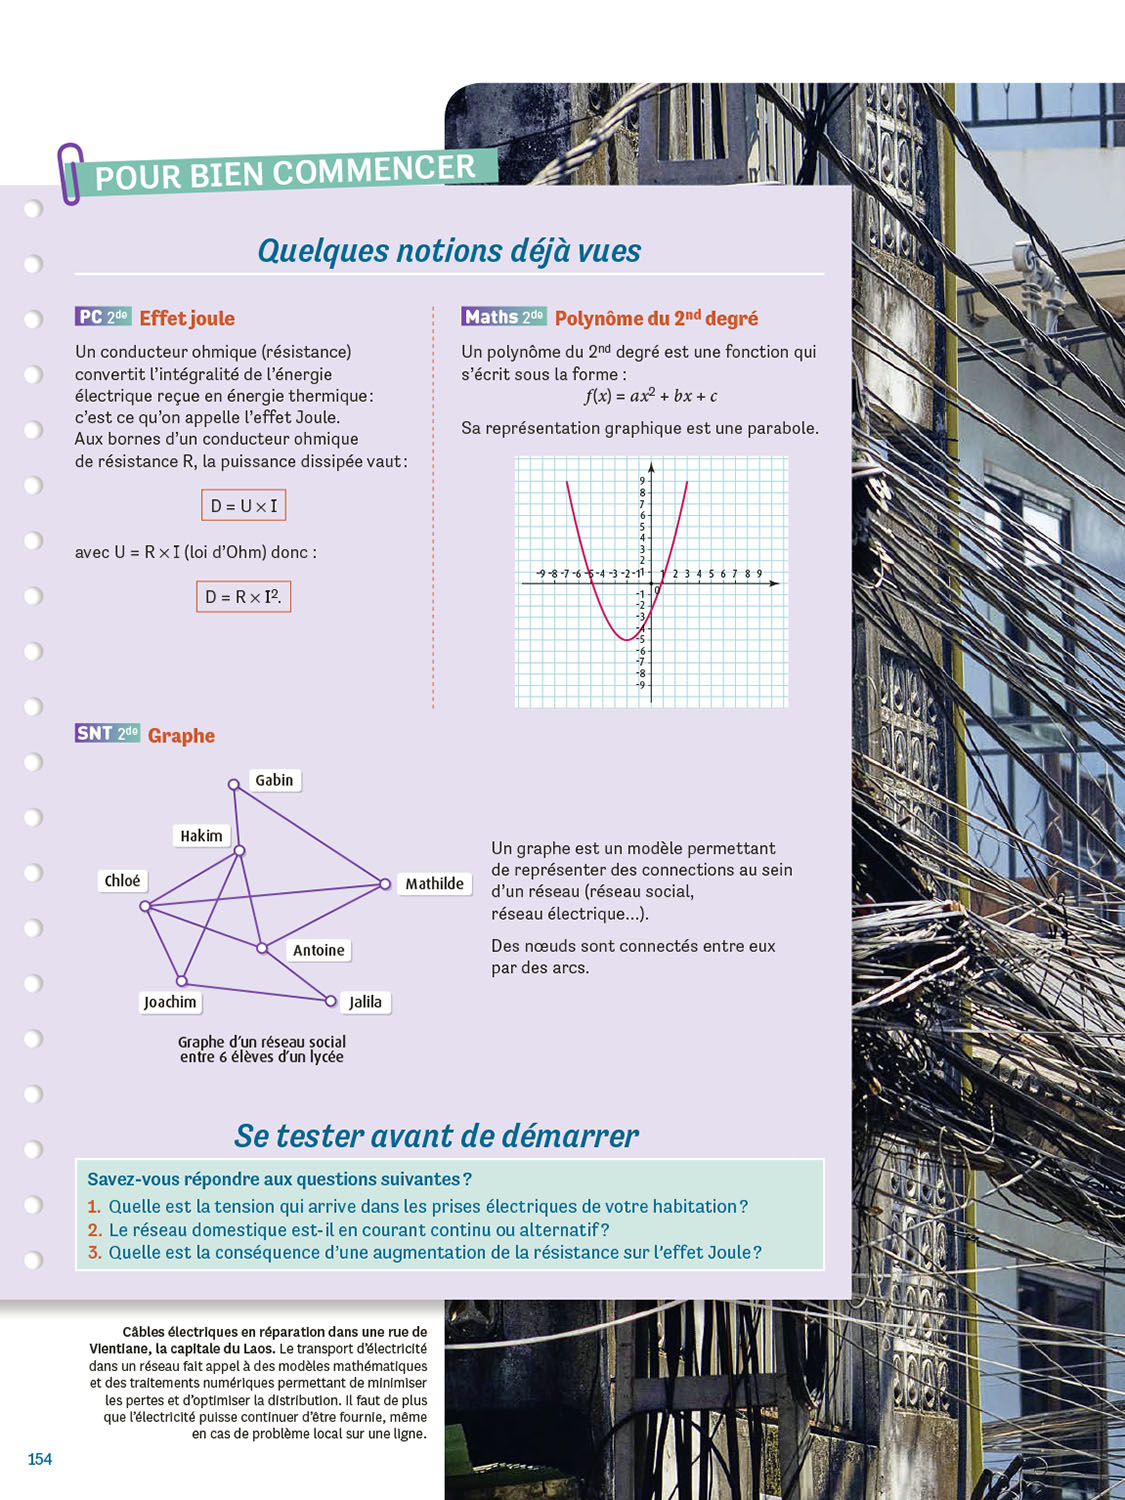 POUR BIEN COMMENCER
Quelques notions déjà vues
PC 2de Effet joule
Un conducteur ohmique (résistance)
convertit l'intégralité de l'énergie
électrique reçue en énergie thermique :
c'est ce qu'on appelle l'effet Joule.
Aux bornes d'un conducteur ohmique
de résistance R, la puissance dissipée vaut :
D = U × I
avec U = R × I (loi d'Ohm) donc :
D = R × I².
Maths 2de Polynôme du 2nd degré
Un polynôme du 2nd degré est une fonction qui
s'écrit sous la forme :
f(x) = ax² + bx + c
Sa représentation graphique est une parabole.
9
8
7
6
5
4
3
2
1
-9 -8 -7 -6 -5 -4 -3 -2 -1 1 2 3 4 5 6 7 8 9
0
-1
-2
-3
-4
-5
-6
-7
-8
-9
SNT 2de Graphe
Gabin
Hakim
Chloé
Mathilde
Antoine
Joachim
Jalila
Graphe d'un réseau social
entre 6 élèves d'un lycée
Un graphe est un modèle permettant
de représenter des connections au sein
d'un réseau (réseau social,
réseau électrique…).
Des nœuds sont connectés entre eux
par des arcs.
Se tester avant de démarrer
Savez-vous répondre aux questions suivantes ?
1. Quelle est la tension qui arrive dans les prises électriques de votre habitation ?
2. Le réseau domestique est-il en courant continu ou alternatif ?
3. Quelle est la conséquence d'une augmentation de la résistance sur l'effet Joule ?
Câbles électriques en réparation dans une rue de
Vientiane, la capitale du Laos. Le transport d'électricité
dans un réseau fait appel à des modèles mathématiques
et des traitements numériques permettant de minimiser
les pertes et d'optimiser la distribution. Il faut de plus
que l'électricité puisse continuer d'être fournie, même
en cas de problème local sur une ligne.
154